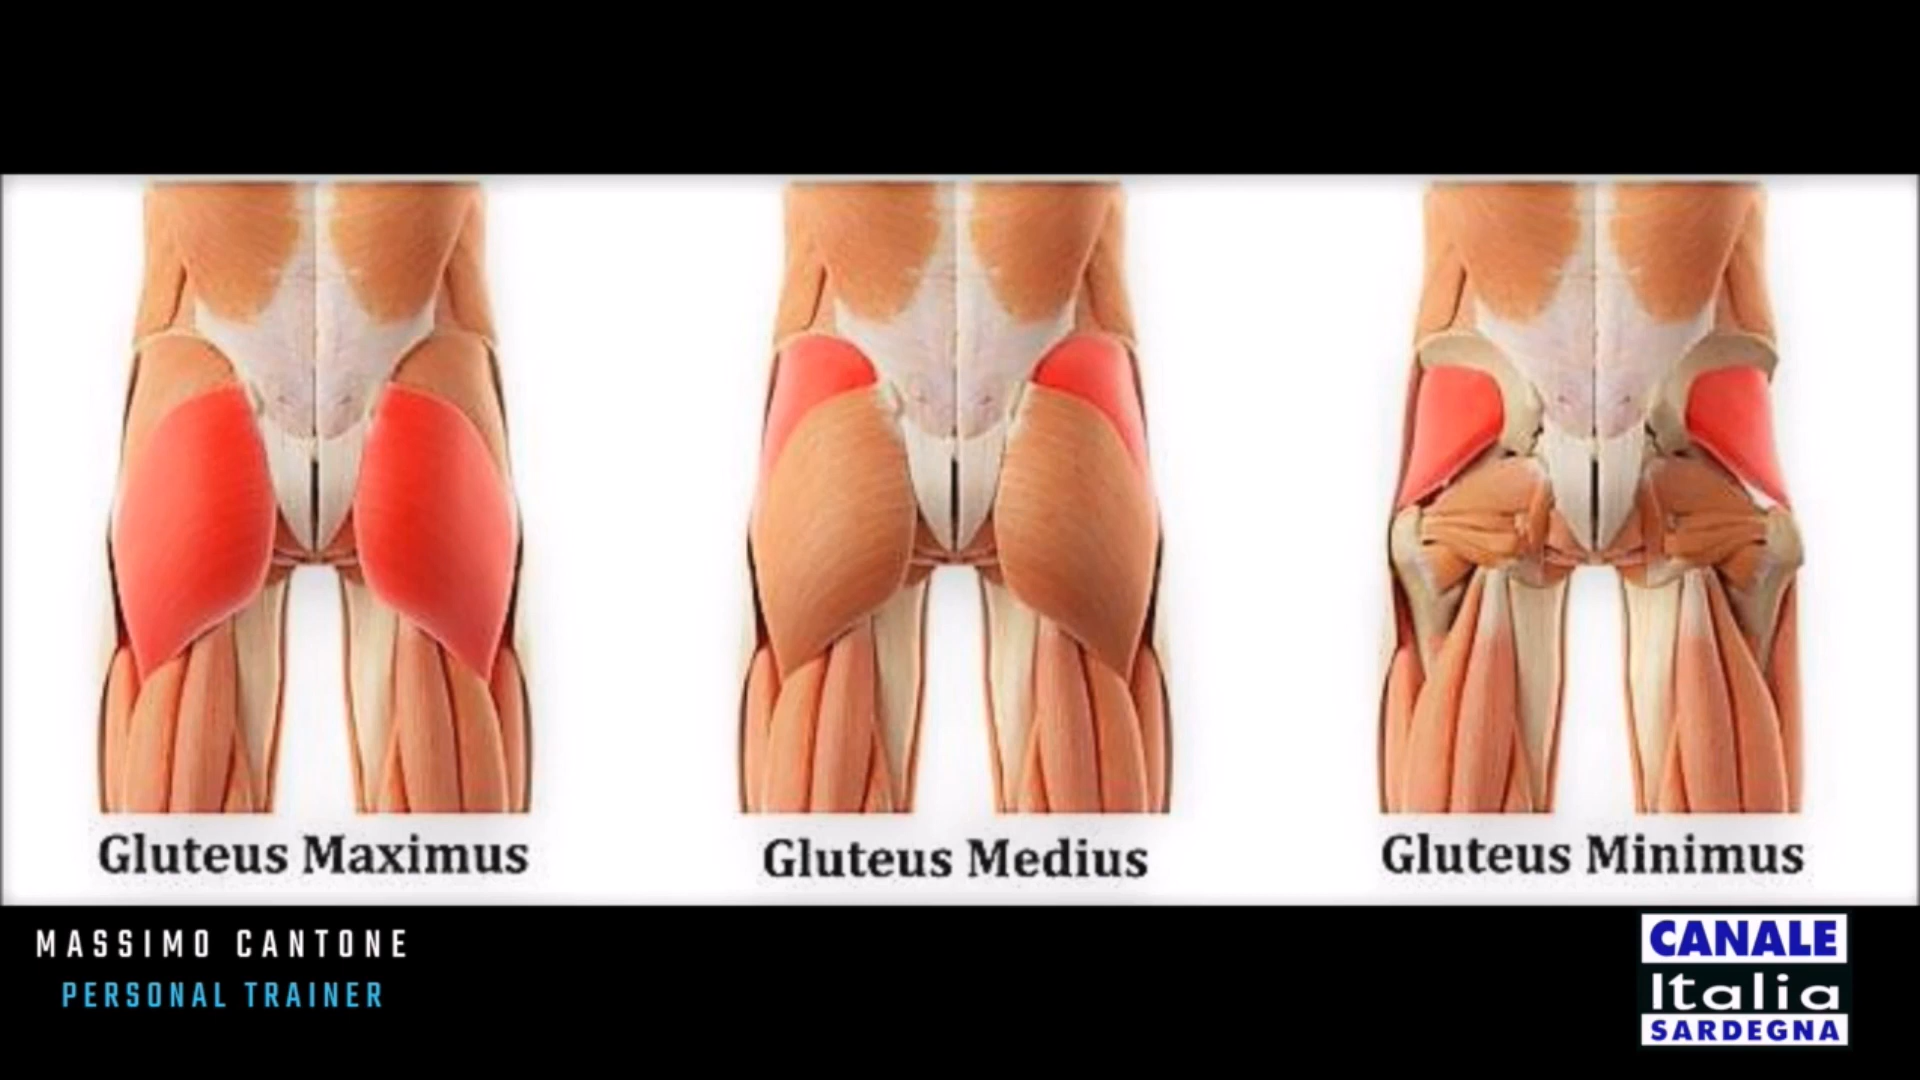 Gluteus Maximus
Gluteus Medius
Gluteus Minimus
MASSIMO CANTONE
PERSONAL TRAINER
CANALE
Italia
SARDEGNA